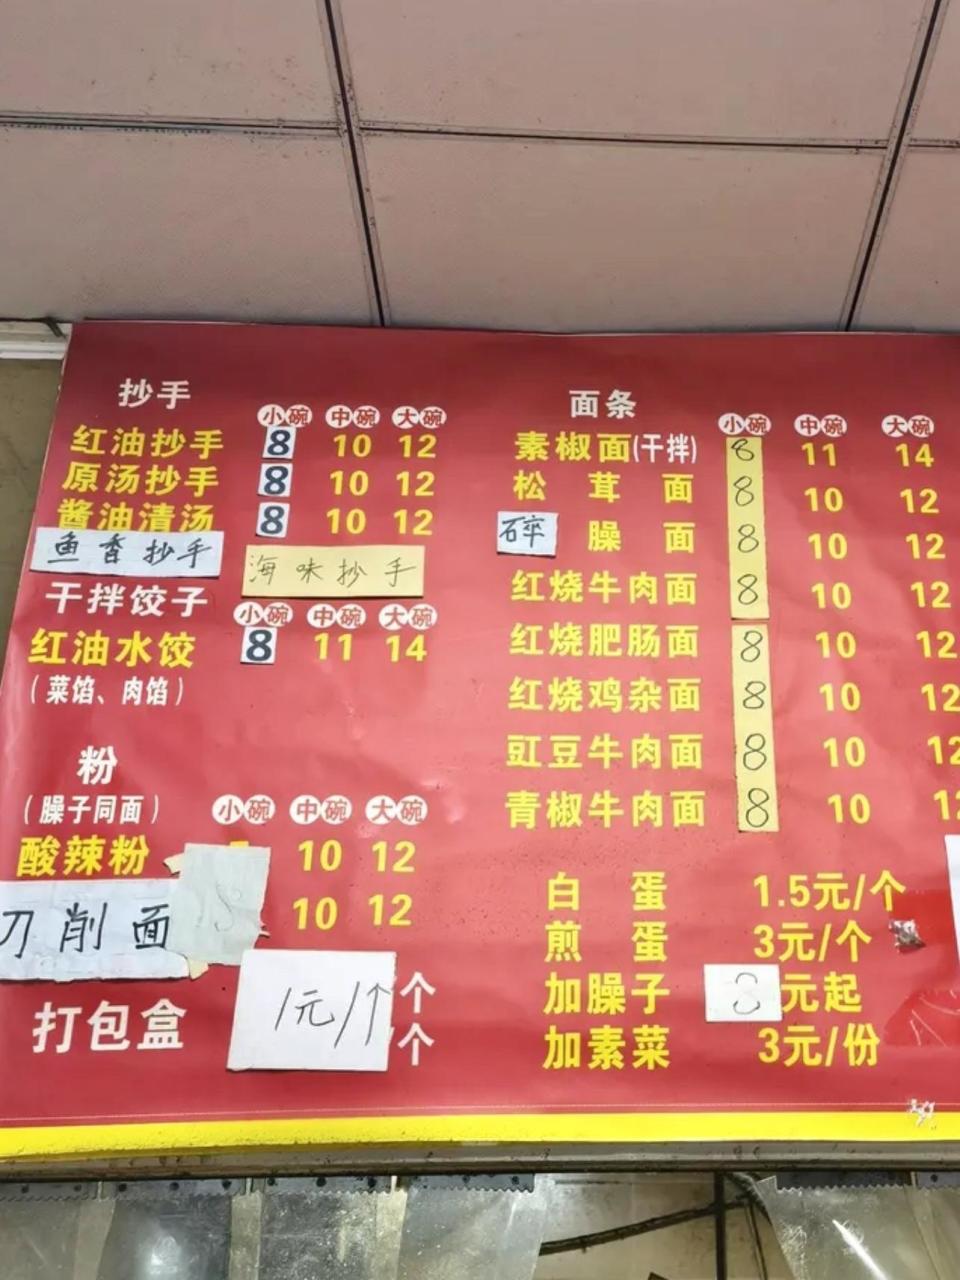 抄手
小碗 中碗 大碗
红油抄手 8 10 12
原汤抄手 8 10 12
酱油清汤 8 10 12
鱼香抄手 海味抄手
干拌饺子 小碗 中碗 大碗
红油水饺 8 11 14
(菜馅、肉馅)
粉
(臊子同面) 小碗 中碗 大碗
酸辣粉 10 12
刀削面 8 10 12
打包盒 1元/个 个
个
面条
小碗 中碗 大碗
素椒面(干拌) 8 11 14
松茸面 8 10 12
碎臊面 8 10 12
红烧牛肉面 8 10 12
红烧肥肠面 8 10 12
红烧鸡杂面 8 10 12
豇豆牛肉面 8 10 12
青椒牛肉面 8 10 12
白蛋 1.5元/个
煎蛋 3元/个
加臊子 8元起
加素菜 3元/份